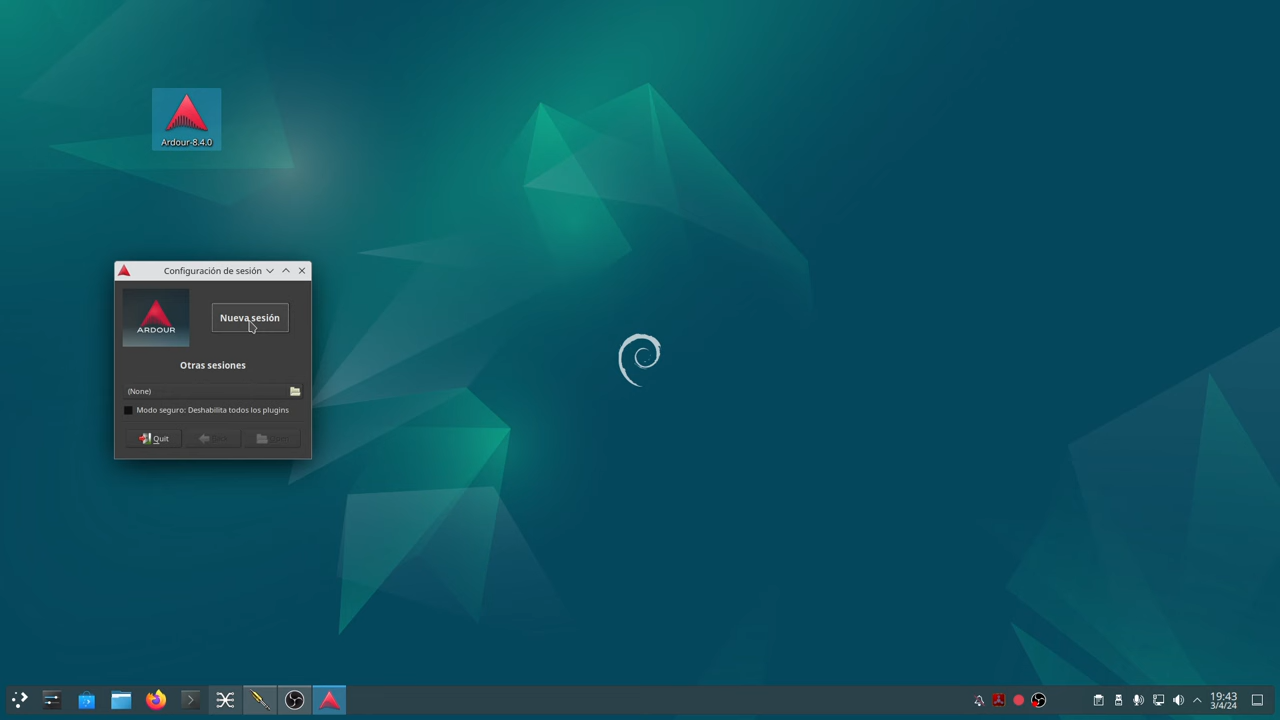 Ardour-8.4.0
Configuración de sesión
ARDOUR
Nueva sesión
Otras sesiones
(None)
Modo seguro: Deshabilita todos los plugins
Quit
19:43
3/4/24